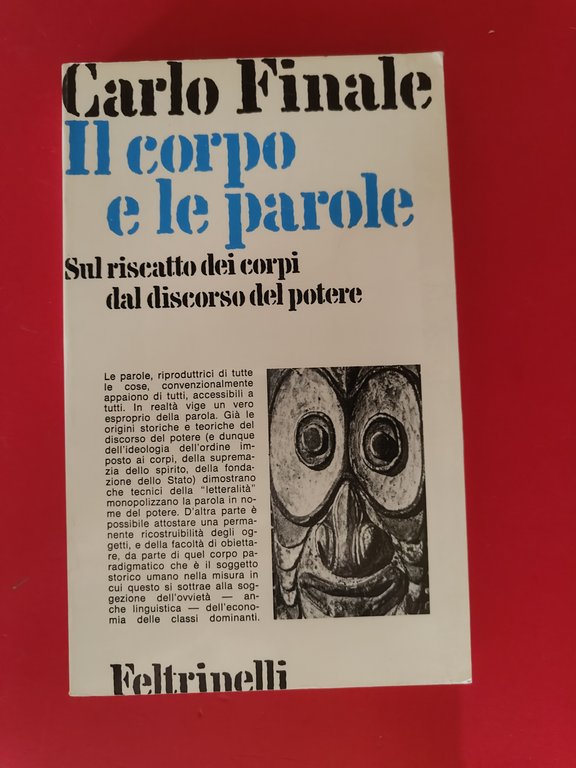 Carlo Finale
Il corpo
e le parole
Sul riscatto dei corpi
dal discorso del potere
Le parole, riproduttrici di tutte
le cose, convenzionalmente
appaiono di tutti, accessibili a
tutti. In realtà vige un vero
esproprio della parola. Già le
origini storiche e teoriche del
discorso del potere (e dunque
dell'ideologia dell'ordine im
posto ai corpi, della suprema-
zia dello spirito, della fonda-
zione dello Stato) dimostrano
che tecnici della "letteralità"
monopolizzano la parola in no-
me del potere. D'altra parte è
possibile attostare una perma-
nente ricostruibilità degli og-
getti, e della facoltà di obietta-
re, da parte di quel corpo pa-
radigmatico che è il soggetto
storico umano nella misura in
cui questo si sottrae alla sog-
gezione dell'ovvietà — an-
che linguistica — dell'econo-
mia delle classi dominanti.
Feltrinelli